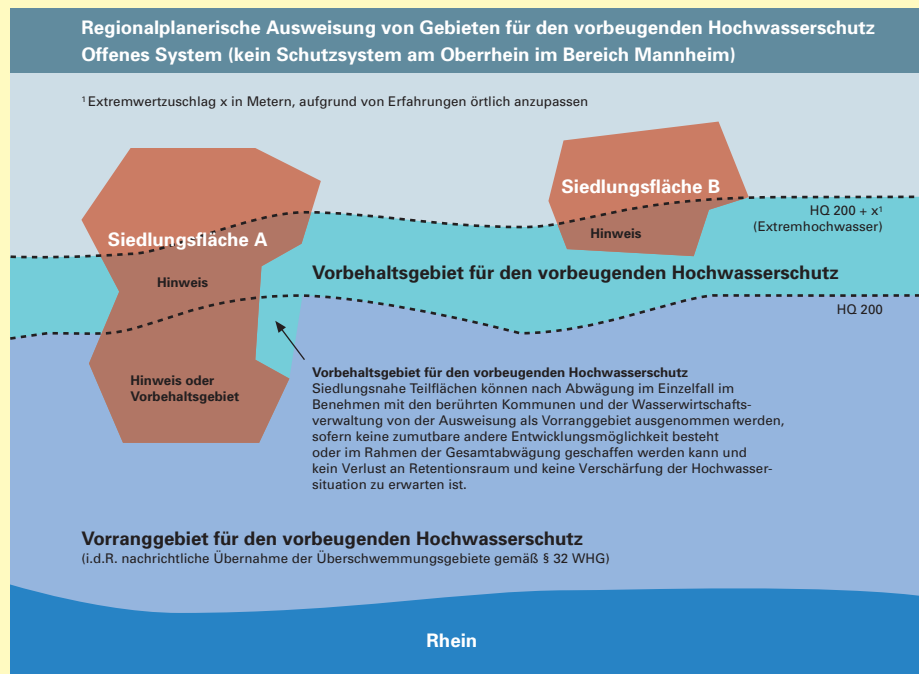 Regionalplanerische Ausweisung von Gebieten für den vorbeugenden Hochwasserschutz
Offenes System (kein Schutzsystem am Oberrhein im Bereich Mannheim)
¹ Extremwertzuschlag x in Metern, aufgrund von Erfahrungen örtlich anzupassen
Siedlungsfläche B
HQ 200 + x¹
(Extremhochwasser)
Hinweis
Siedlungsfläche A
Vorbehaltsgebiet für den vorbeugenden Hochwasserschutz
Hinweis
HQ 200
Vorbehaltsgebiet für den vorbeugenden Hochwasserschutz
Siedlungsnahe Teilflächen können nach Abwägung im Einzelfall im
Benehmen mit den berührten Kommunen und der Wasserwirtschafts-
verwaltung von der Ausweisung als Vorranggebiet ausgenommen werden,
sofern keine zumutbare andere Entwicklungsmöglichkeit besteht
oder im Rahmen der Gesamtabwägung geschaffen werden kann und
kein Verlust an Retentionsraum und keine Verschärfung der Hochwasser-
situation zu erwarten ist.
Hinweis oder
Vorbehaltsgebiet
Vorranggebiet für den vorbeugenden Hochwasserschutz
(i.d.R. nachrichtliche Übernahme der Überschwemmungsgebiete gemäß § 32 WHG)
Rhein